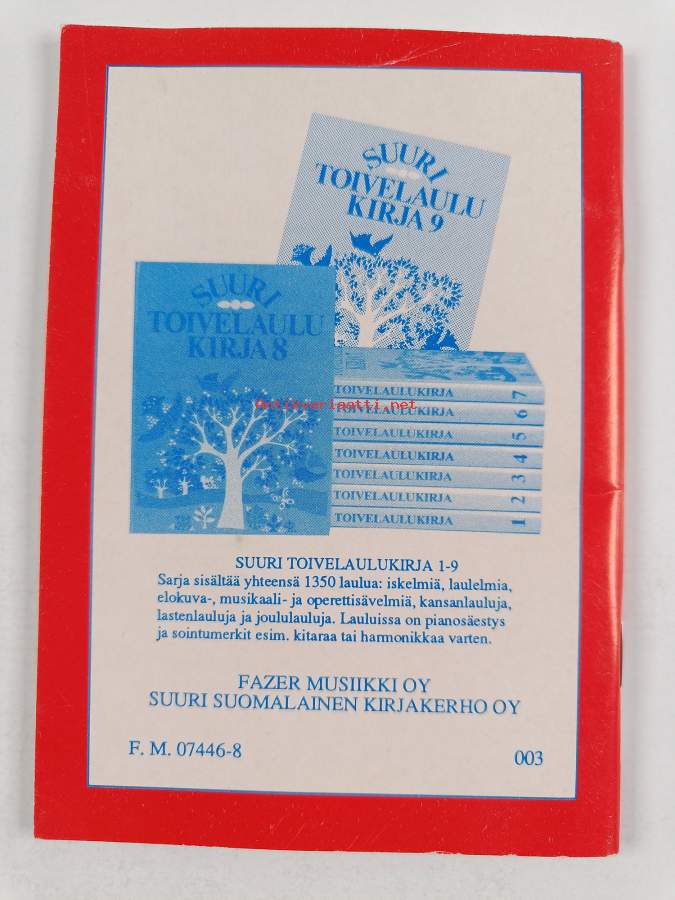 SUURI
TOIVELAULU
KIRJA 9
SUURI
TOIVELAULU
KIRJA 8
TOIVELAULUKIRJA 7
TOIVELAULUKIRJA 6
TOIVELAULUKIRJA 5
TOIVELAULUKIRJA 4
TOIVELAULUKIRJA 3
TOIVELAULUKIRJA 2
TOIVELAULUKIRJA 1
Antikvariaatti.net
SUURI TOIVELAULUKIRJA 1-9
Sarja sisältää yhteensä 1350 laulua: iskelmiä, laulelmia,
elokuva-, musikaali- ja operettisävelmiä, kansanlauluja,
lastenlauluja ja joululauluja. Lauluissa on pianosäestys
ja sointumerkit esim. kitaraa tai harmonikkaa varten.
FAZER MUSIIKKI OY
SUURI SUOMALAINEN KIRJAKERHO OY
F. M. 07446-8
003